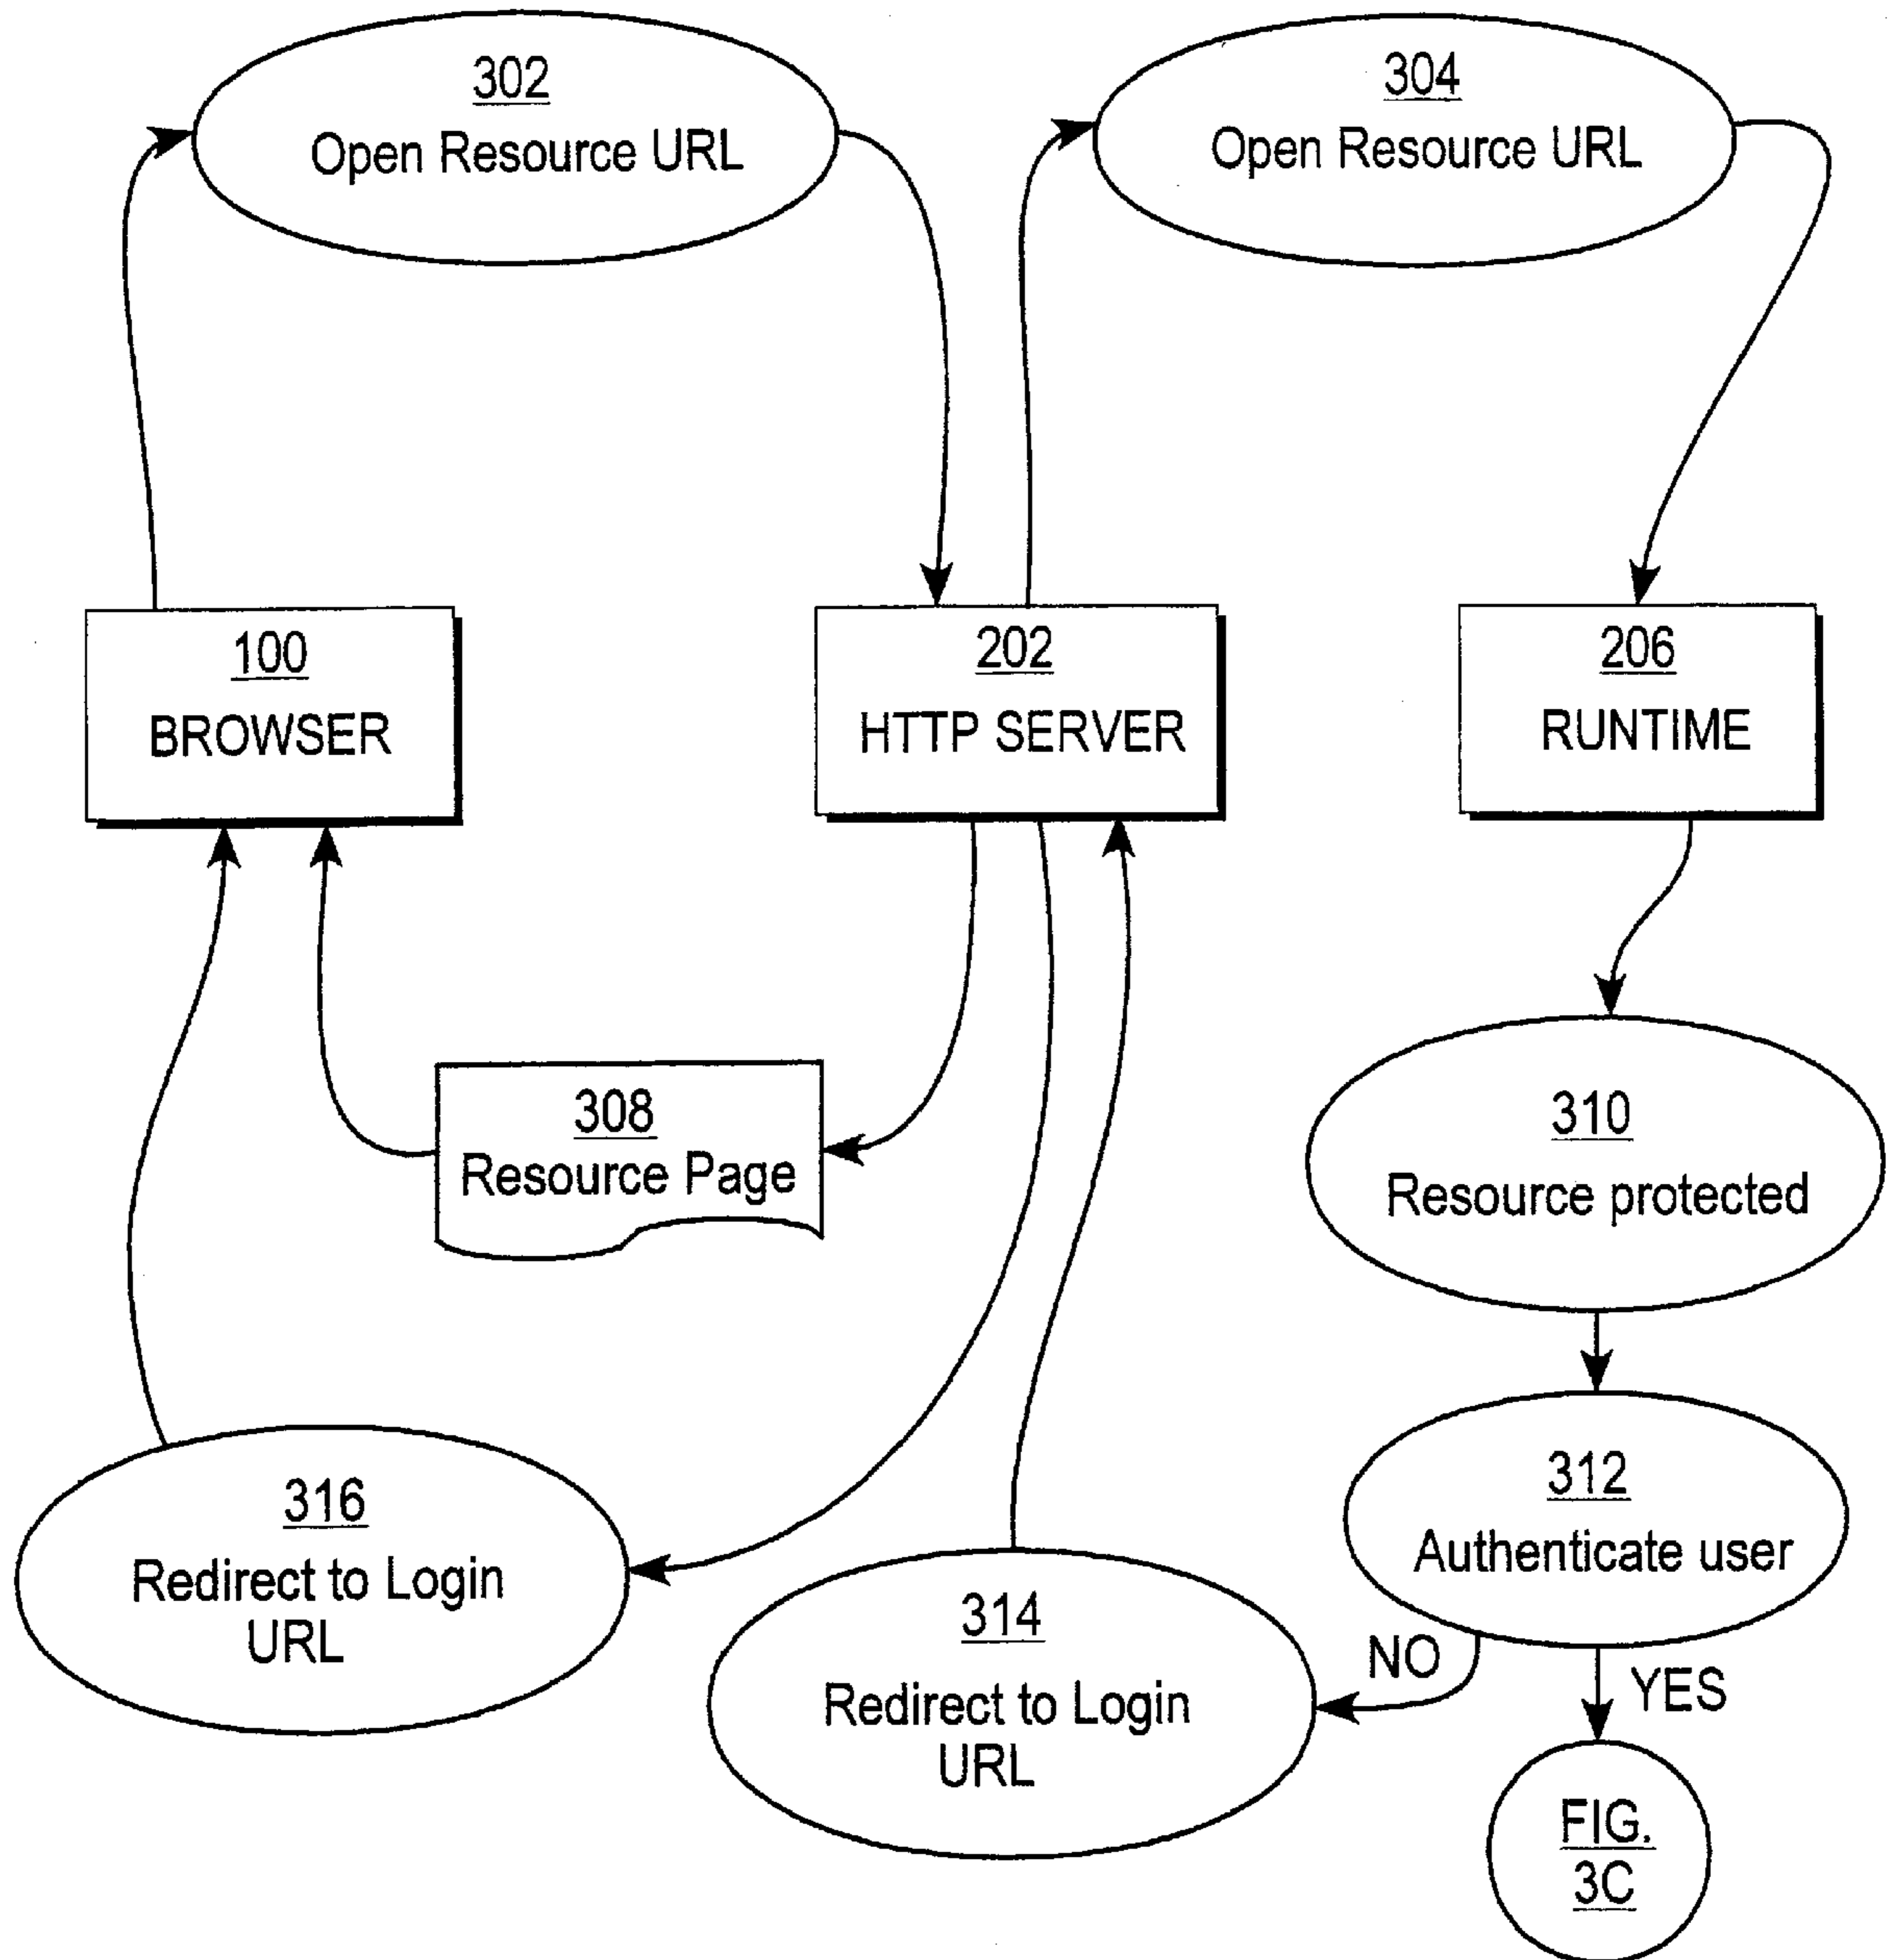 302
Open Resource URL
304
Open Resource URL
100
BROWSER
202
HTTP SERVER
206
RUNTIME
308
Resource Page
310
Resource protected
312
Authenticate user
316
Redirect to Login
URL
314
Redirect to Login
URL
NO
YES
FIG.
3C